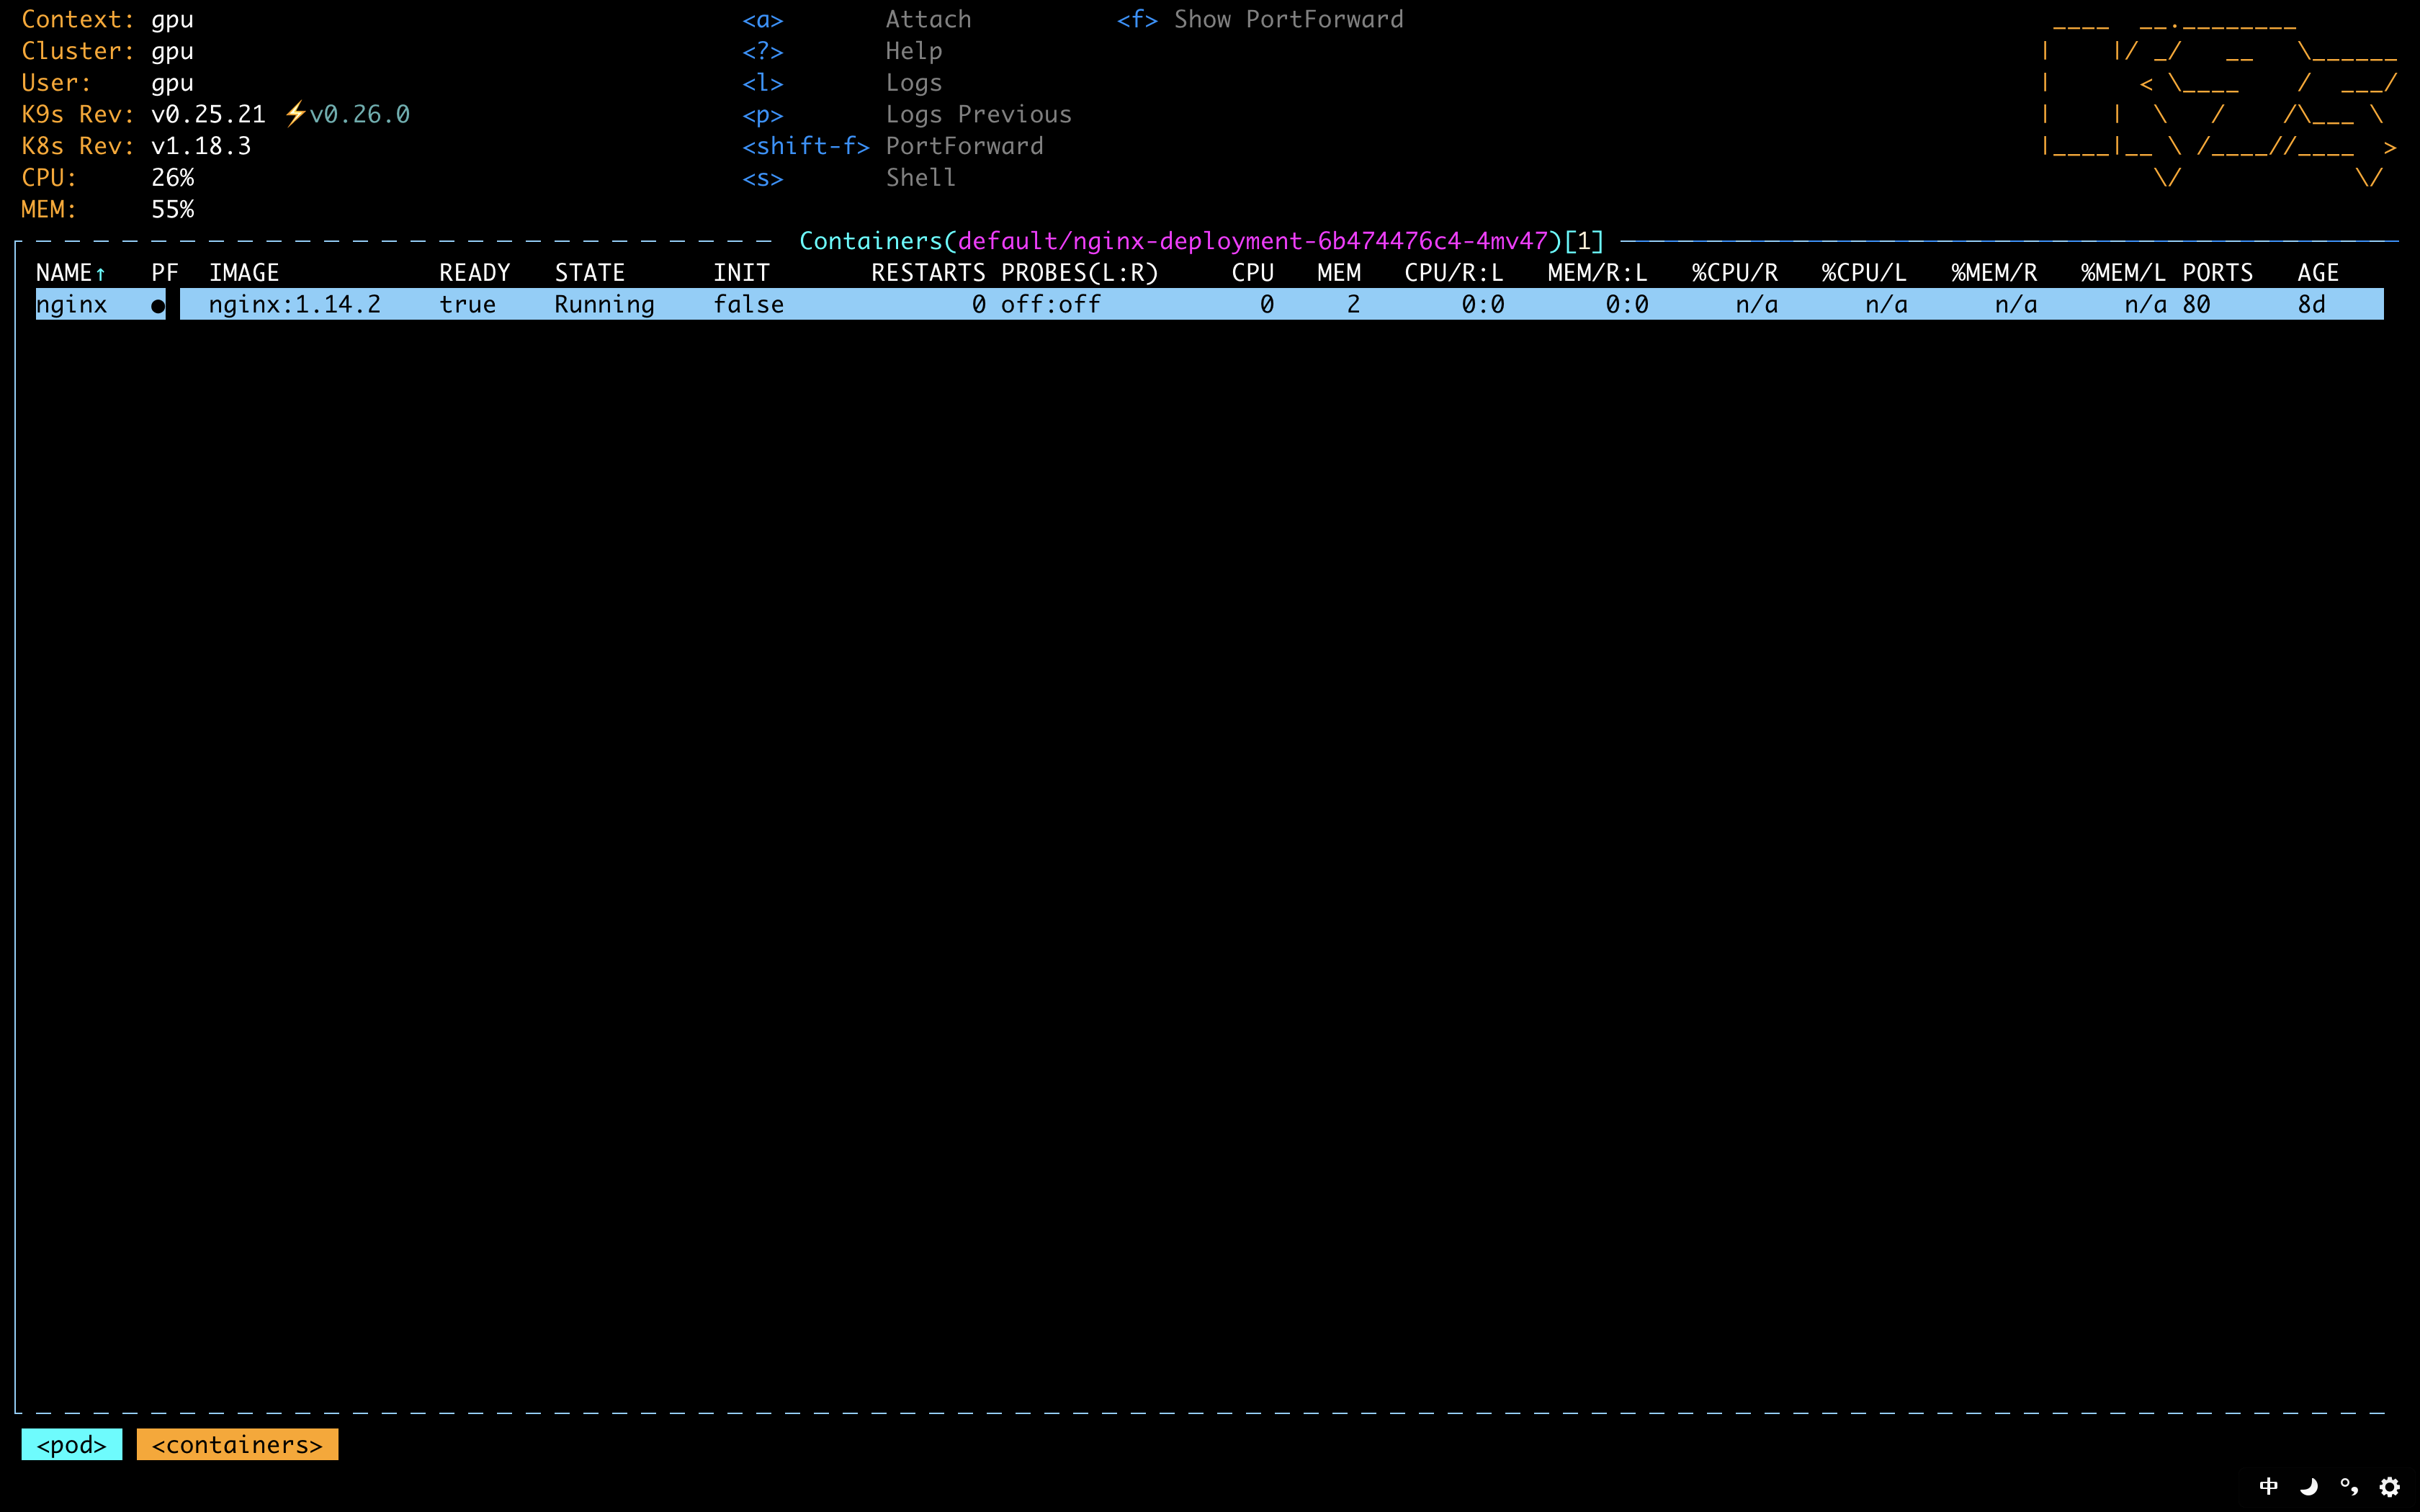 Context: gpu <a> Attach <f> Show PortForward
Cluster: gpu <?> Help
User: gpu <l> Logs
K9s Rev: v0.25.21 ⚡v0.26.0 <p> Logs Previous
K8s Rev: v1.18.3 <shift-f> PortForward
CPU: 26% <s> Shell
MEM: 55%
Containers(default/nginx-deployment-6b474476c4-4mv47)[1]
NAME↑ PF IMAGE READY STATE INIT RESTARTS PROBES(L:R) CPU MEM CPU/R:L MEM/R:L %CPU/R %CPU/L %MEM/R %MEM/L PORTS AGE
nginx ● nginx:1.14.2 true Running false 0 off:off 0 2 0:0 0:0 n/a n/a n/a n/a 80 8d
<pod> <containers>
中